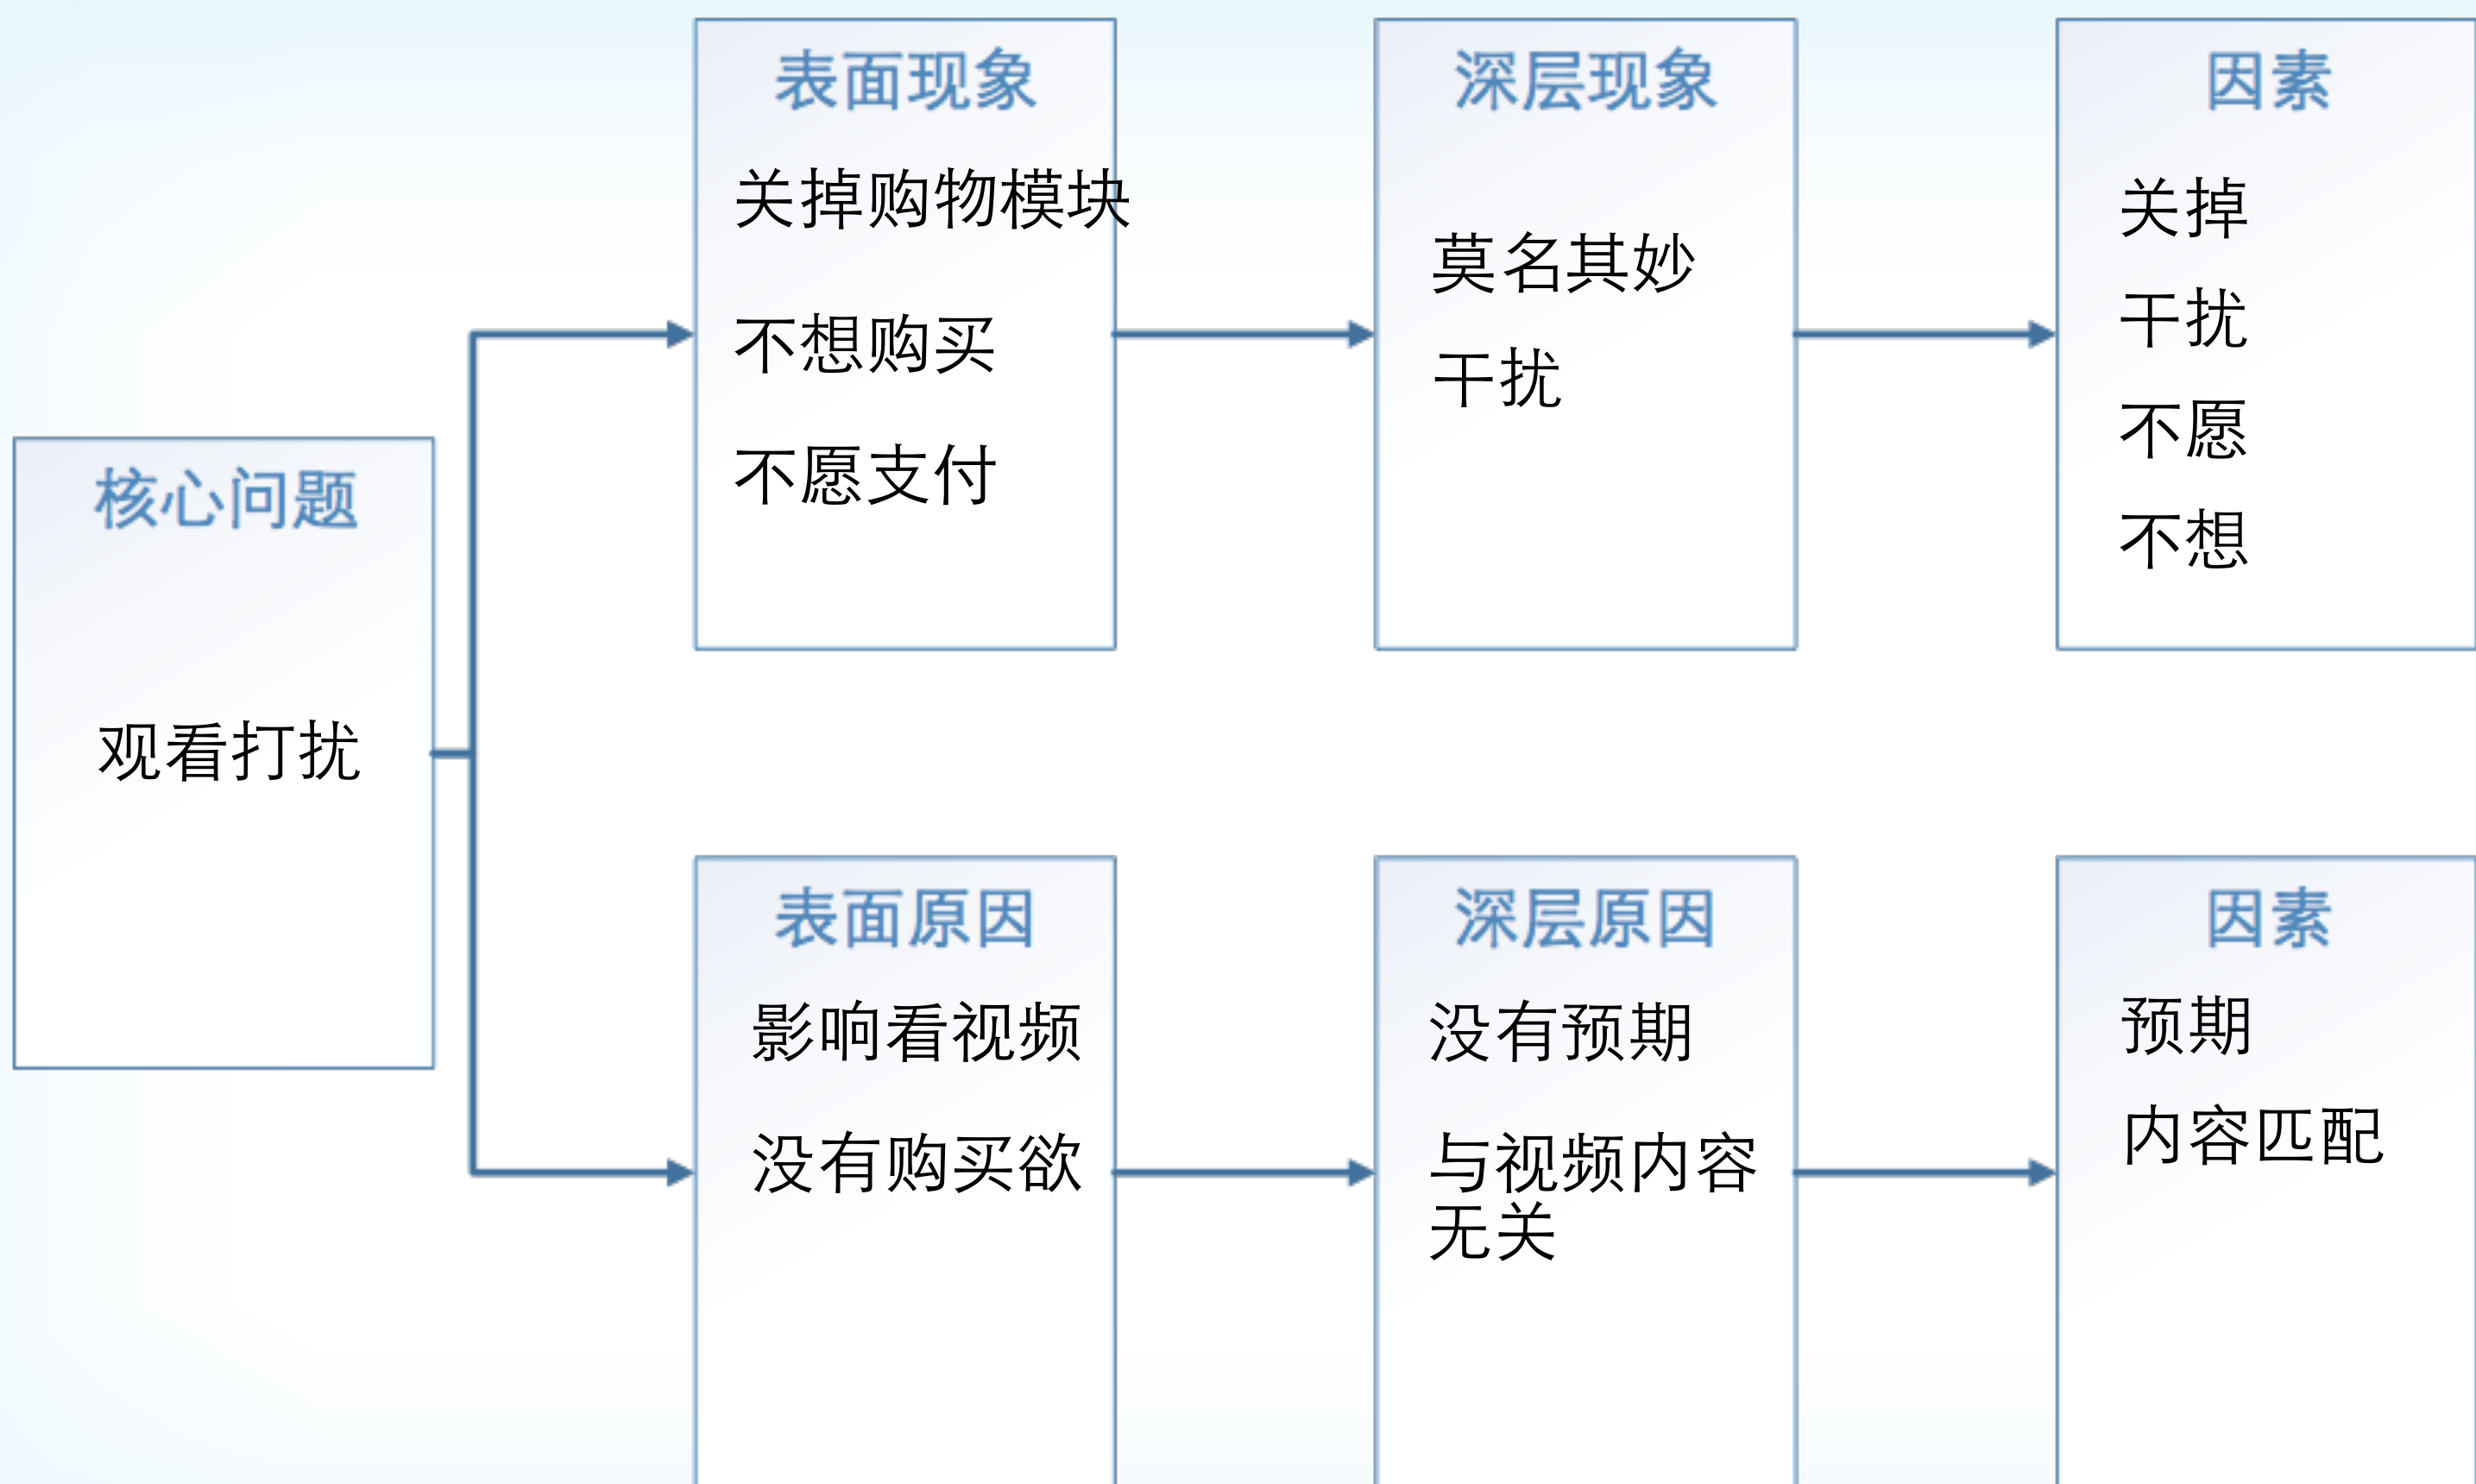 核心问题
观看打扰
表面现象
关掉购物模块
不想购买
不愿支付
深层现象
莫名其妙
干扰
因素
关掉
干扰
不愿
不想
表面原因
影响看视频
没有购买欲
深层原因
没有预期
与视频内容
无关
因素
预期
内容匹配